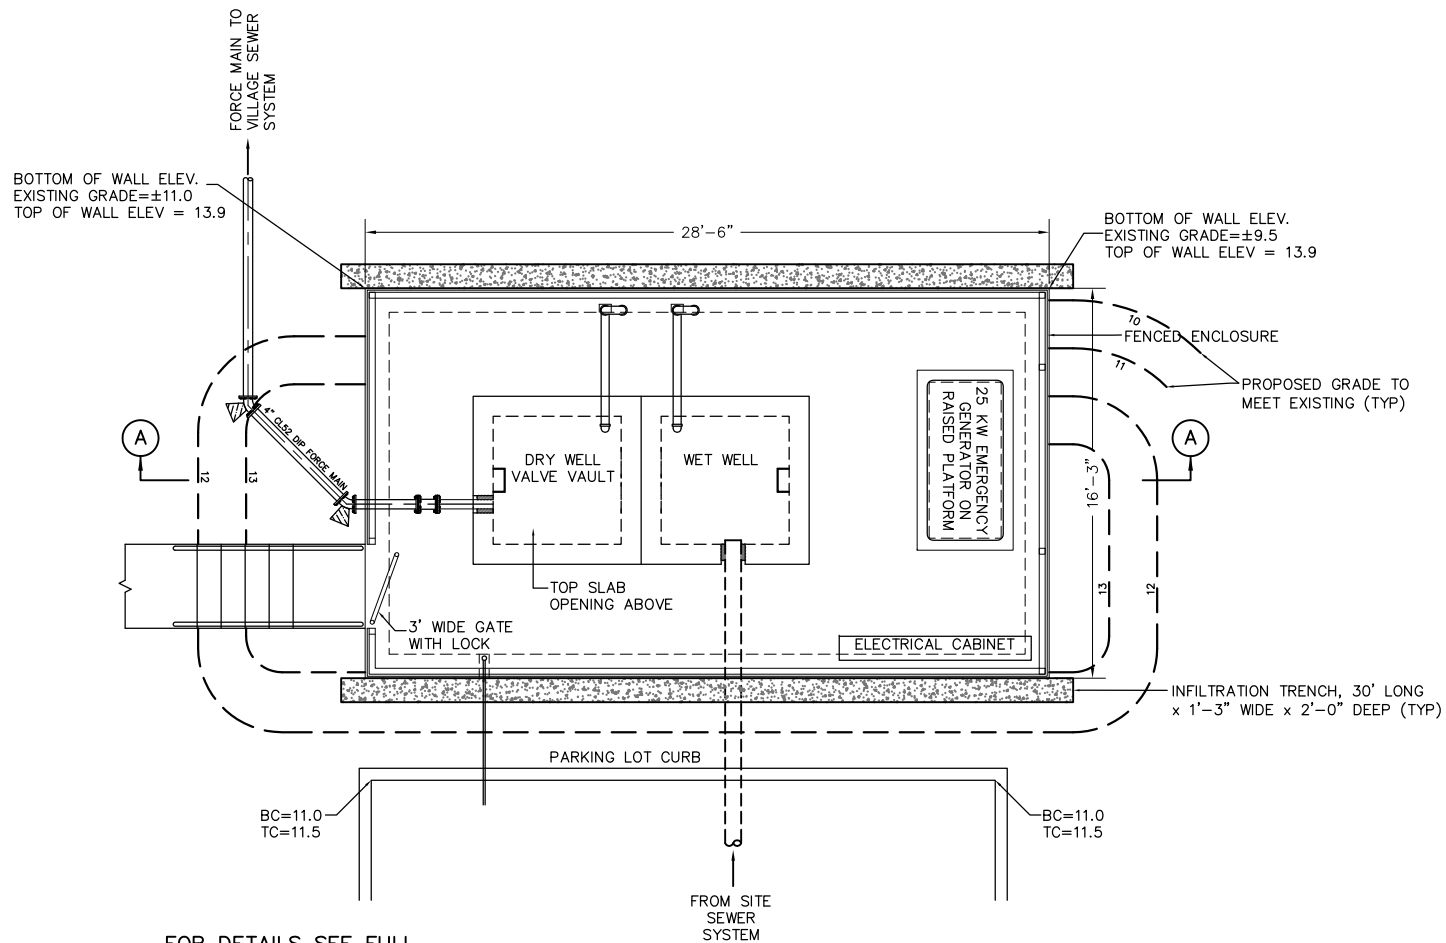 FORCE MAIN TO
VILLAGE SEWER
SYSTEM
BOTTOM OF WALL ELEV.
EXISTING GRADE=±11.0
TOP OF WALL ELEV = 13.9
28'-6"
BOTTOM OF WALL ELEV.
EXISTING GRADE=±9.5
TOP OF WALL ELEV = 13.9
10
FENCED ENCLOSURE
11
PROPOSED GRADE TO
MEET EXISTING (TYP)
25 KW EMERGENCY
GENERATOR ON
RAISED PLATFORM
4" CL52 DIP FORCE MAIN
A
A
12
13
DRY WELL
VALVE VAULT
WET WELL
16'-3"
13
12
TOP SLAB
OPENING ABOVE
3' WIDE GATE
WITH LOCK
ELECTRICAL CABINET
INFILTRATION TRENCH, 30' LONG
x 1'-3" WIDE x 2'-0" DEEP (TYP)
PARKING LOT CURB
BC=11.0
TC=11.5
BC=11.0
TC=11.5
FROM SITE
SEWER
SYSTEM
FOR DETAILS SEE FULL